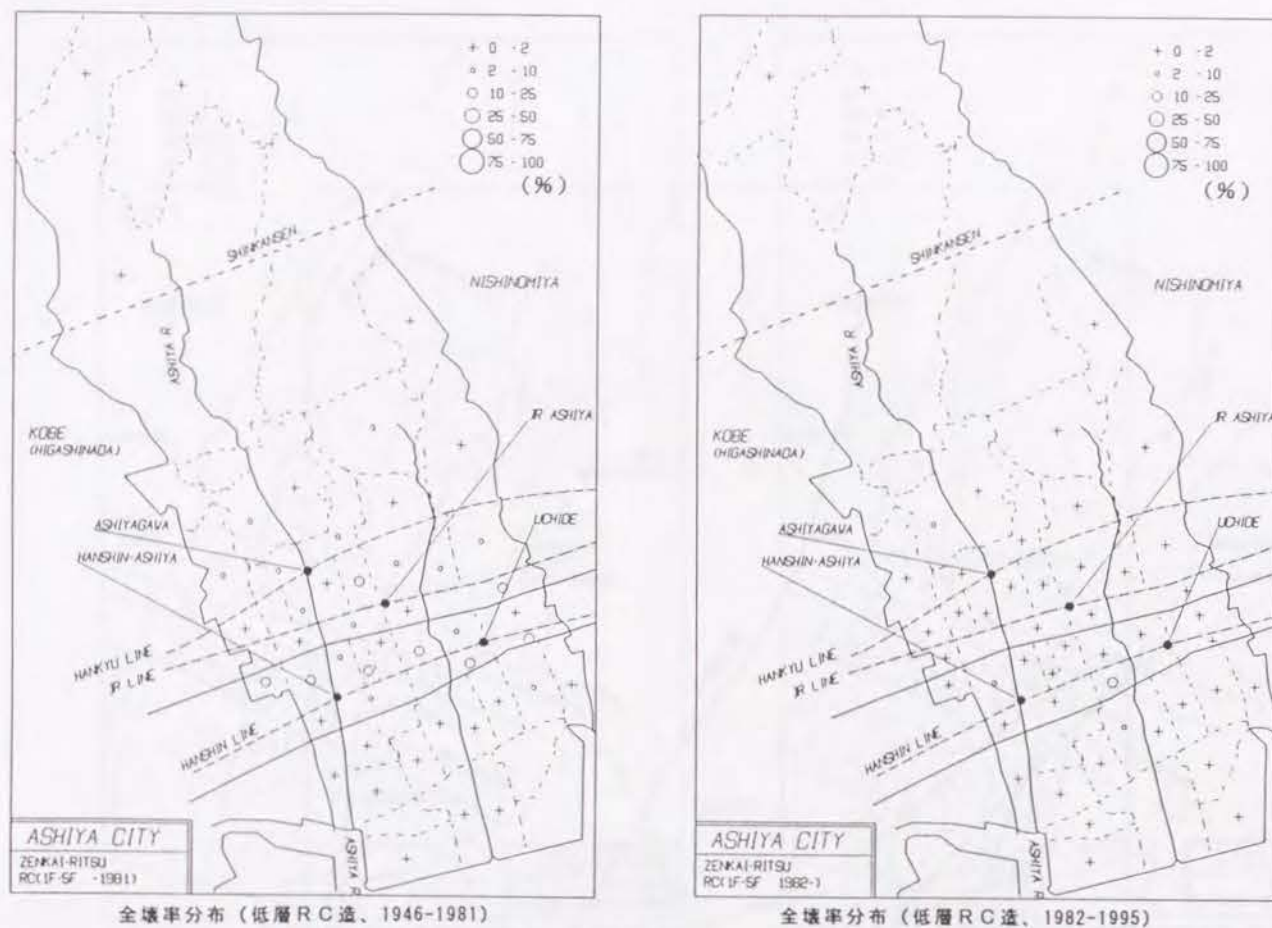 + 0 - 2
2 - 10
10 - 25
25 - 50
50 - 75
75 - 100
(%)
SHINKANSEN
NISHINOMIYA
ASHIYA R
KOBE
(HIGASHINADA)
JR ASHIYA
ASHIYAGAWA
UCHIDE
HANSHIN-ASHIYA
HANKYU LINE
JR LINE
HANSHIN LINE
ASHIYA R
ASHIYA CITY
ZENKAI-RITSU
RC(1F-5F -1981)
全壊率分布(低層RC造、1946-1981)
+ 0 - 2
2 - 10
10 - 25
25 - 50
50 - 75
75 - 100
(%)
SHINKANSEN
NISHINOMIYA
ASHIYA R
KOBE
(HIGASHINADA)
JR ASHIYA
ASHIYAGAWA
UCHIDE
HANSHIN-ASHIYA
HANKYU LINE
JR LINE
HANSHIN LINE
ASHIYA R
ASHIYA CITY
ZENKAI-RITSU
RC(1F-5F 1982-)
全壊率分布(低層RC造、1982-1995)